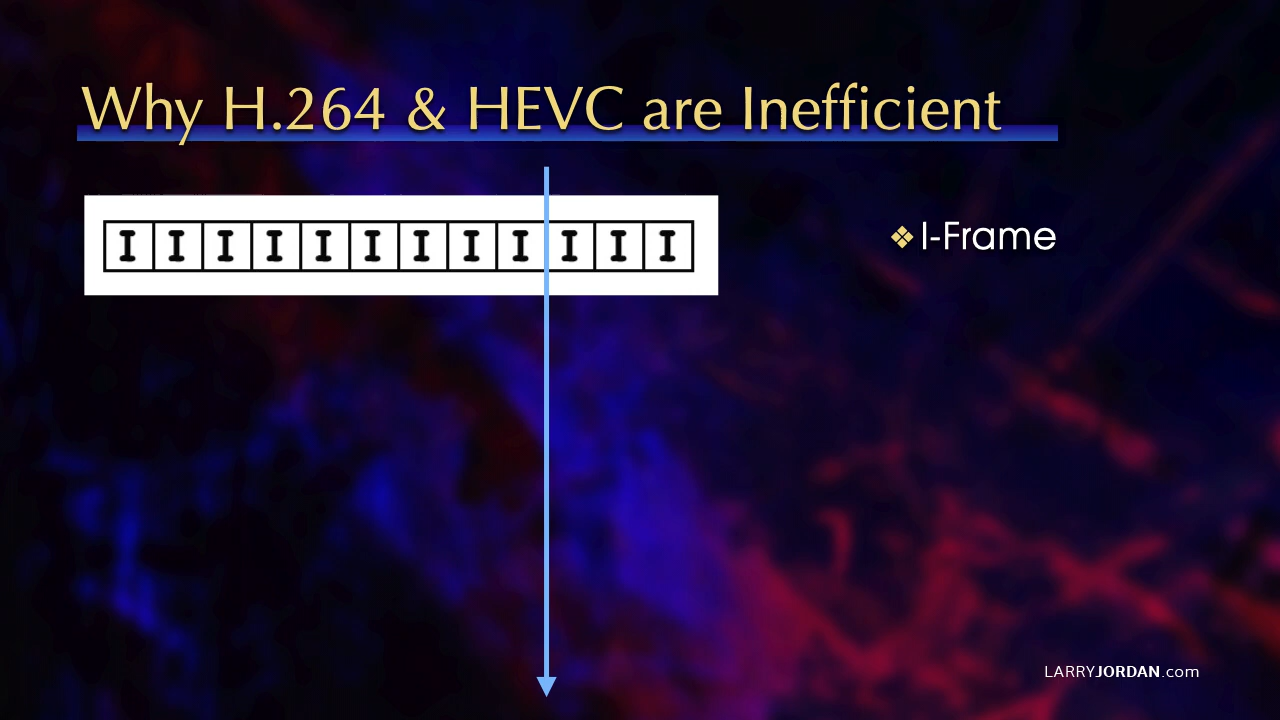 Why H.264 & HEVC are Inefficient
I I I I I I I I I I I I
❖ I-Frame
LARRYJORDAN.com